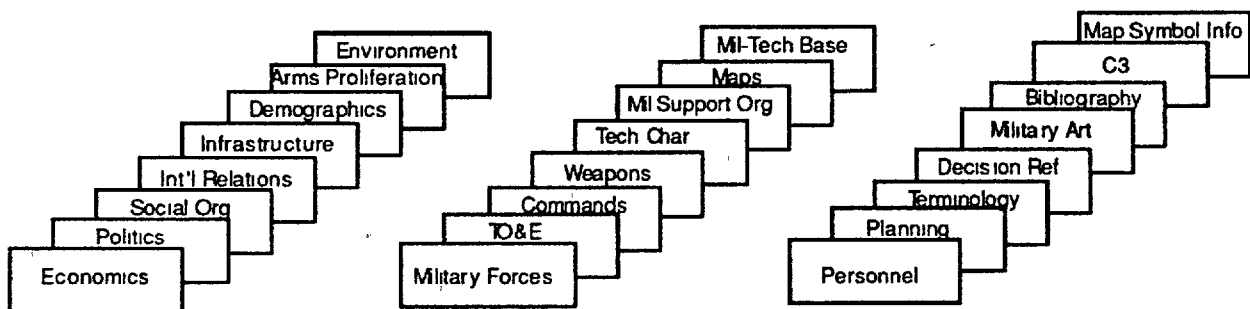 Environment
Arms Proliferation
Demographics
Infrastructure
Int'l Relations
Social Org
Politics
Economics
Mil-Tech Base
Maps
Mil Support Org
Tech Char
Weapons
Commands
TO&E
Military Forces
Map Symbol Info
C3
Bibliography
Military Art
Decision Ref
Terminology
Planning
Personnel